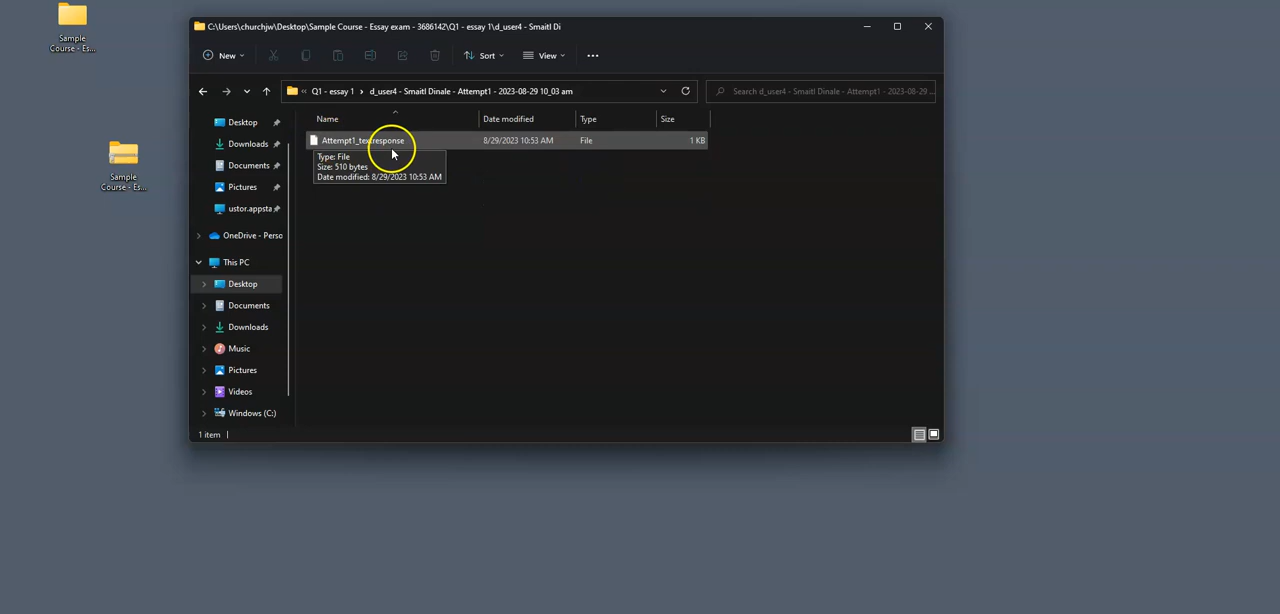 Sample
Course - Es...
Sample
Course - Es...
C:\Users\churchjw\Desktop\Sample Course - Essay exam - 3686142\Q1 - essay 1\d_user4 - Smaitl Di
New
Sort
View
Q1 - essay 1 > d_user4 - Smaitl Dinale - Attempt1 - 2023-08-29 10_03 am
Search d_user4 - Smaitl Dinale - Attempt1 - 2023-08-29 ...
Name Date modified Type Size
Attempt1_textresponse 8/29/2023 10:53 AM File 1 KB
Type: File
Size: 510 bytes
Date modified: 8/29/2023 10:53 AM
Desktop
Downloads
Documents
Pictures
ustor.appsta
OneDrive - Perso
This PC
Desktop
Documents
Downloads
Music
Pictures
Videos
Windows (C:)
1 item